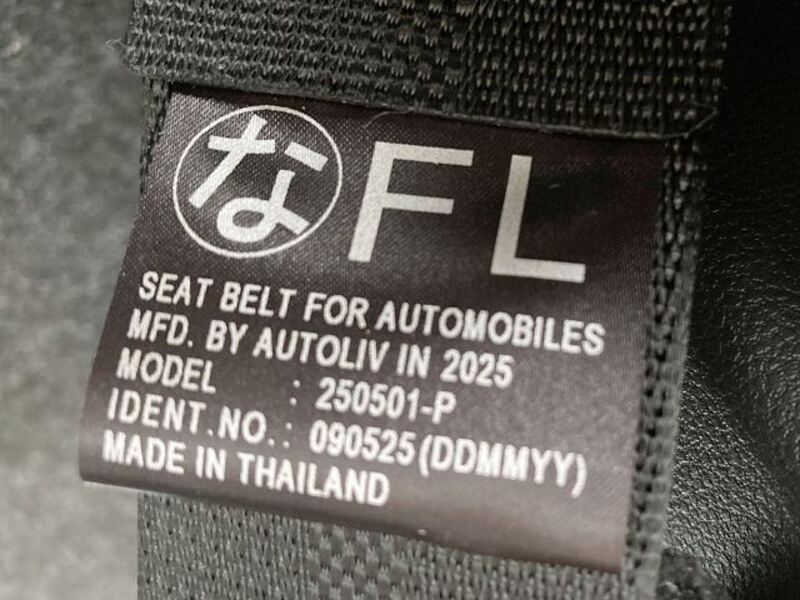 な FL
SEAT BELT FOR AUTOMOBILES
MFD. BY AUTOLIV IN 2025
MODEL : 250501-P
IDENT.NO.: 090525(DDMMYY)
MADE IN THAILAND